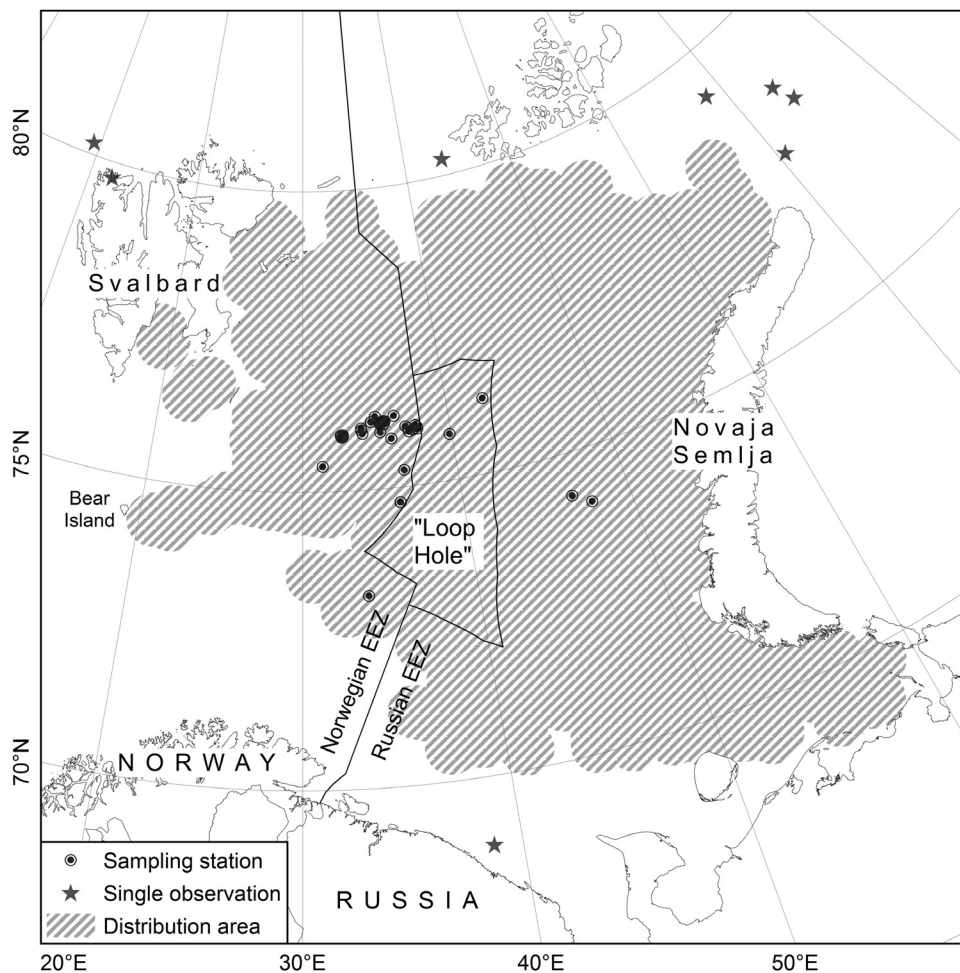 80°N
Svalbard
75°N
Novaja
Semlja
Bear
Island
"Loop
Hole"
Norwegian EEZ
Russian EEZ
70°N
NORWAY
Sampling station
Single observation
RUSSIA
Distribution area
20°E
30°E
40°E
50°E